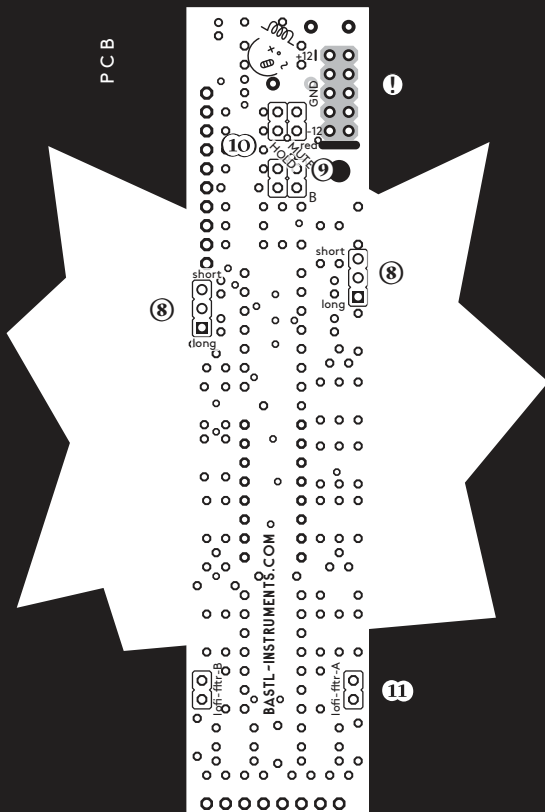 PCB
+12
GND
!
-12
red
10
MUTE
HOLD
9
B
short
short
8
8
long
long
BASTL-INSTRUMENTS.COM
lofi-fltr-B
lofi-fltr-A
11